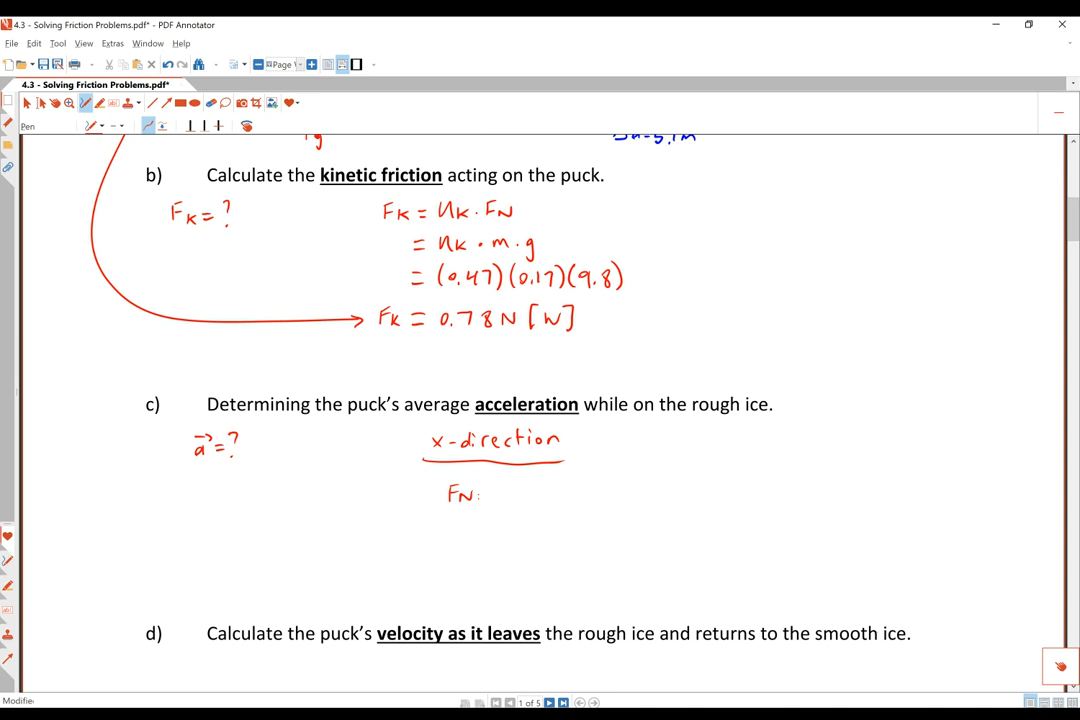 4.3 - Solving Friction Problems.pdf* - PDF Annotator
File Edit Tool View Extras Window Help
Page
4.3 - Solving Friction Problems.pdf*
Pen
b) Calculate the kinetic friction acting on the puck.
FK = ?
FK = μK · FN
= μK · m · g
= (0.47)(0.17)(9.8)
FK = 0.78 N [W]
c) Determining the puck's average acceleration while on the rough ice.
a = ?
x-direction
FN
d) Calculate the puck's velocity as it leaves the rough ice and returns to the smooth ice.
Modified
1 of 5